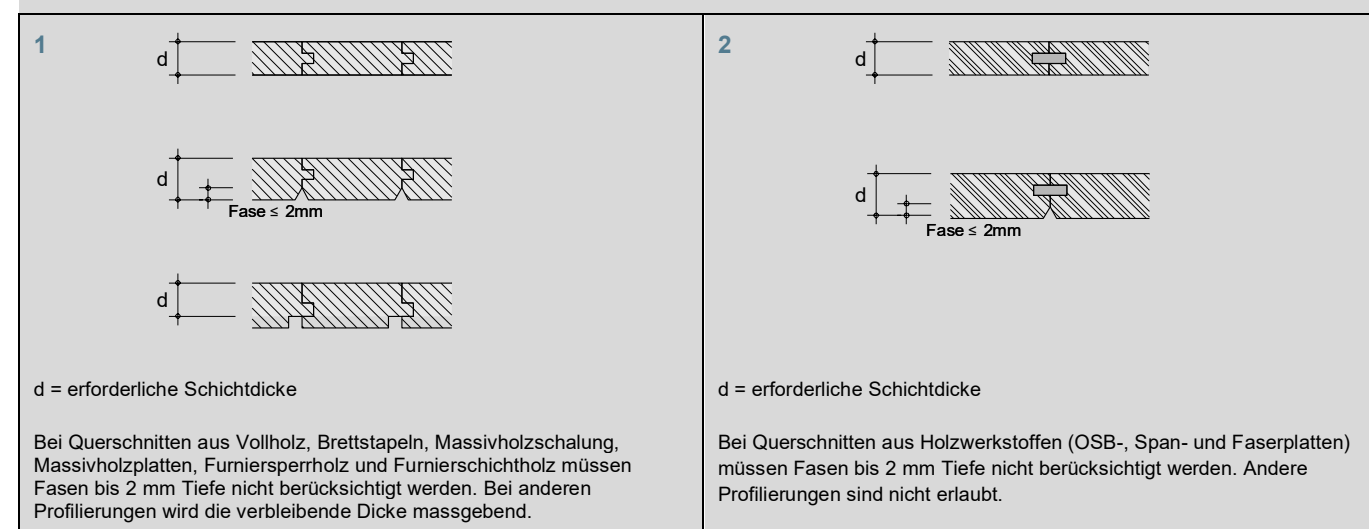 1
d
d
Fase ≤ 2mm
d
d = erforderliche Schichtdicke
Bei Querschnitten aus Vollholz, Brettstapeln, Massivholzschalung,
Massivholzplatten, Furniersperrholz und Furnierschichtholz müssen
Fasen bis 2 mm Tiefe nicht berücksichtigt werden. Bei anderen
Profilierungen wird die verbleibende Dicke massgebend.
2
d
d
Fase ≤ 2mm
d = erforderliche Schichtdicke
Bei Querschnitten aus Holzwerkstoffen (OSB-, Span- und Faserplatten)
müssen Fasen bis 2 mm Tiefe nicht berücksichtigt werden. Andere
Profilierungen sind nicht erlaubt.